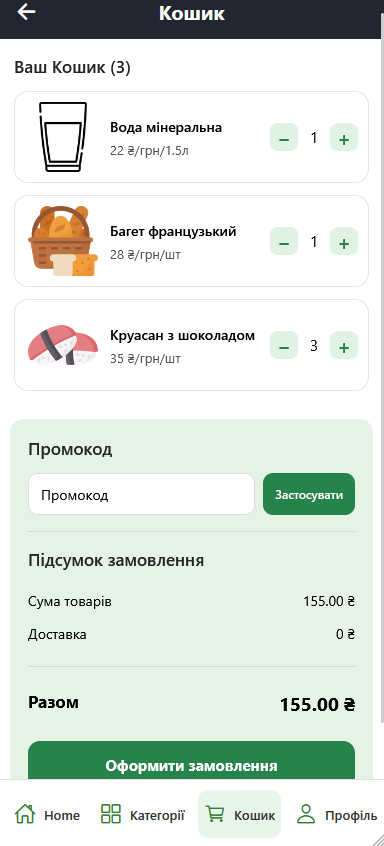 Кошик
Ваш Кошик (3)
Вода мінеральна
22 ₴/грн/1.5л
− 1 +
Багет французький
28 ₴/грн/шт
− 1 +
Круасан з шоколадом
35 ₴/грн/шт
− 3 +
Промокод
Промокод Застосувати
Підсумок замовлення
Сума товарів 155.00 ₴
Доставка 0 ₴
Разом 155.00 ₴
Оформити замовлення
Home Категорії Кошик Профіль